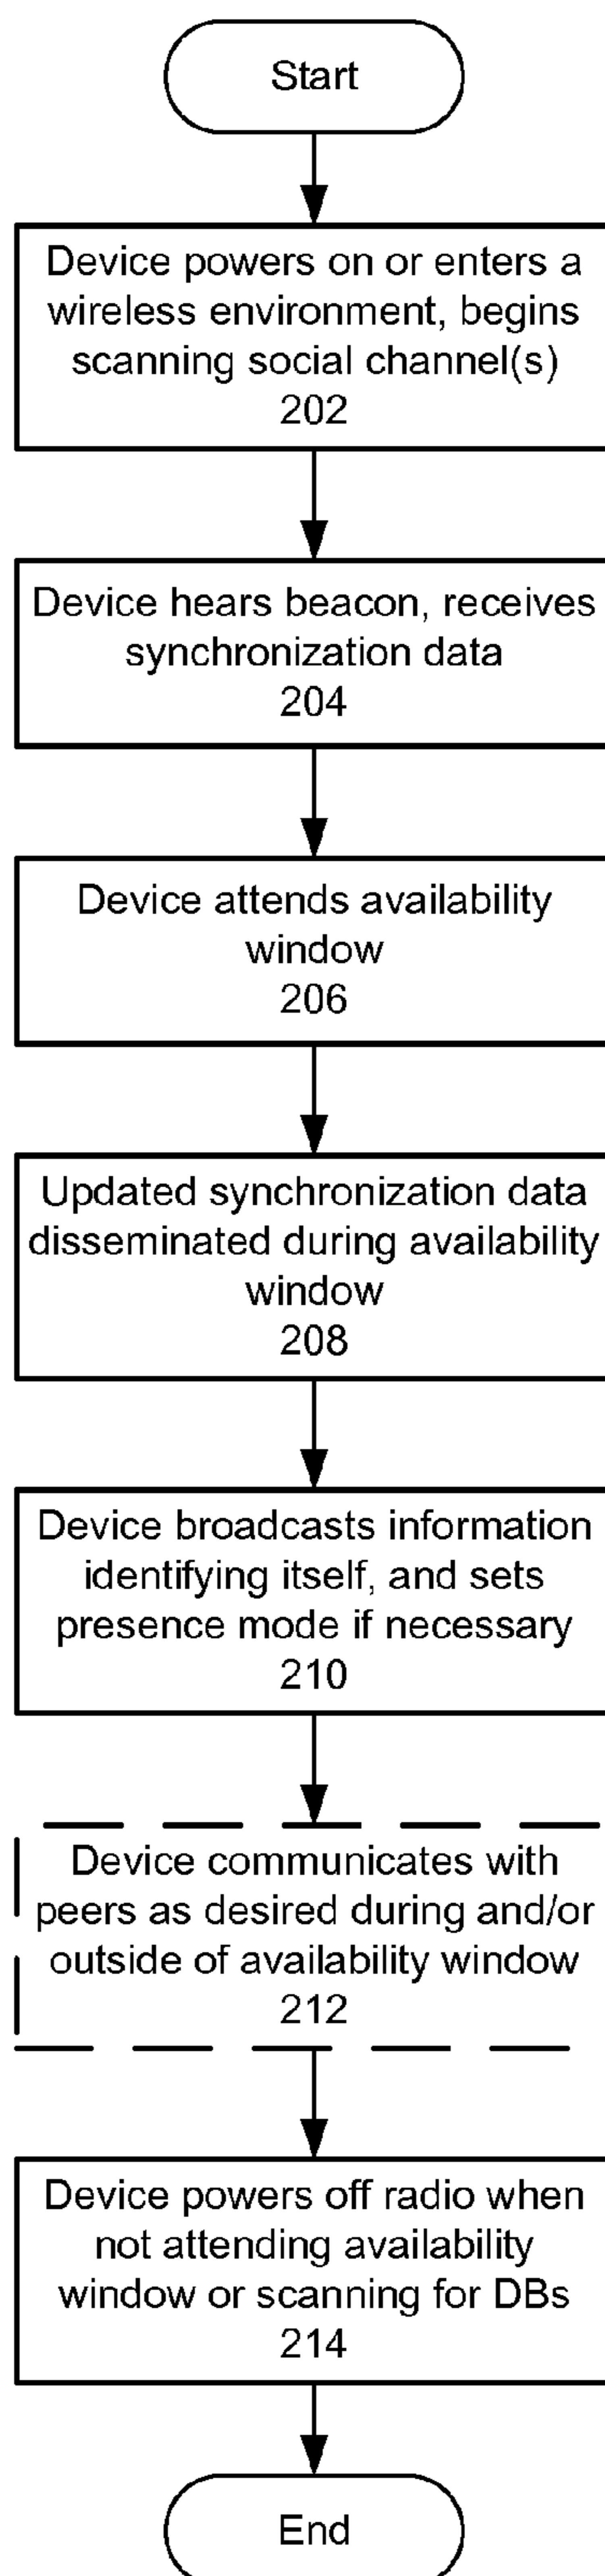 Start
Device powers on or enters a
wireless environment, begins
scanning social channel(s)
202
Device hears beacon, receives
synchronization data
204
Device attends availability
window
206
Updated synchronization data
disseminated during availability
window
208
Device broadcasts information
identifying itself, and sets
presence mode if necessary
210
Device communicates with
peers as desired during and/or
outside of availability window
212
Device powers off radio when
not attending availability
window or scanning for DBs
214
End